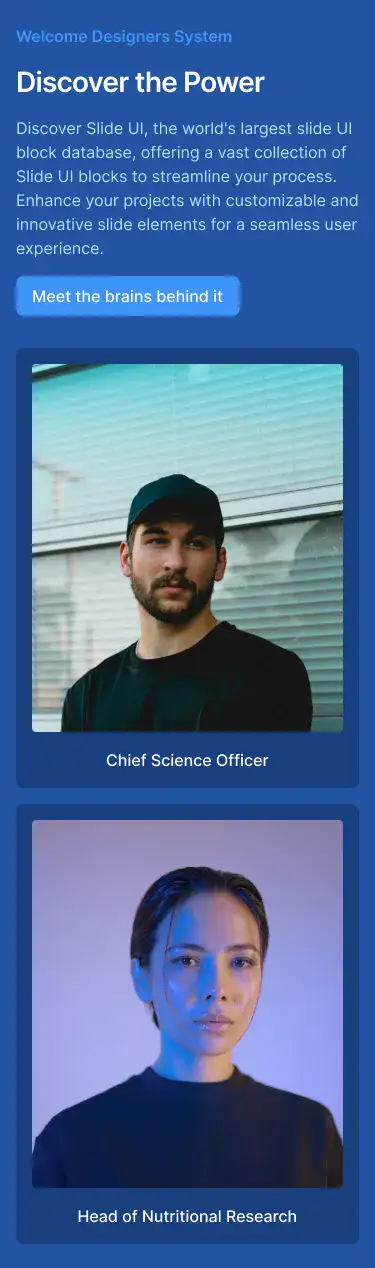 Welcome Designers System
Discover the Power
Discover Slide UI, the world's largest slide UI
block database, offering a vast collection of
Slide UI blocks to streamline your process.
Enhance your projects with customizable and
innovative slide elements for a seamless user
experience.
Meet the brains behind it
Chief Science Officer
Head of Nutritional Research